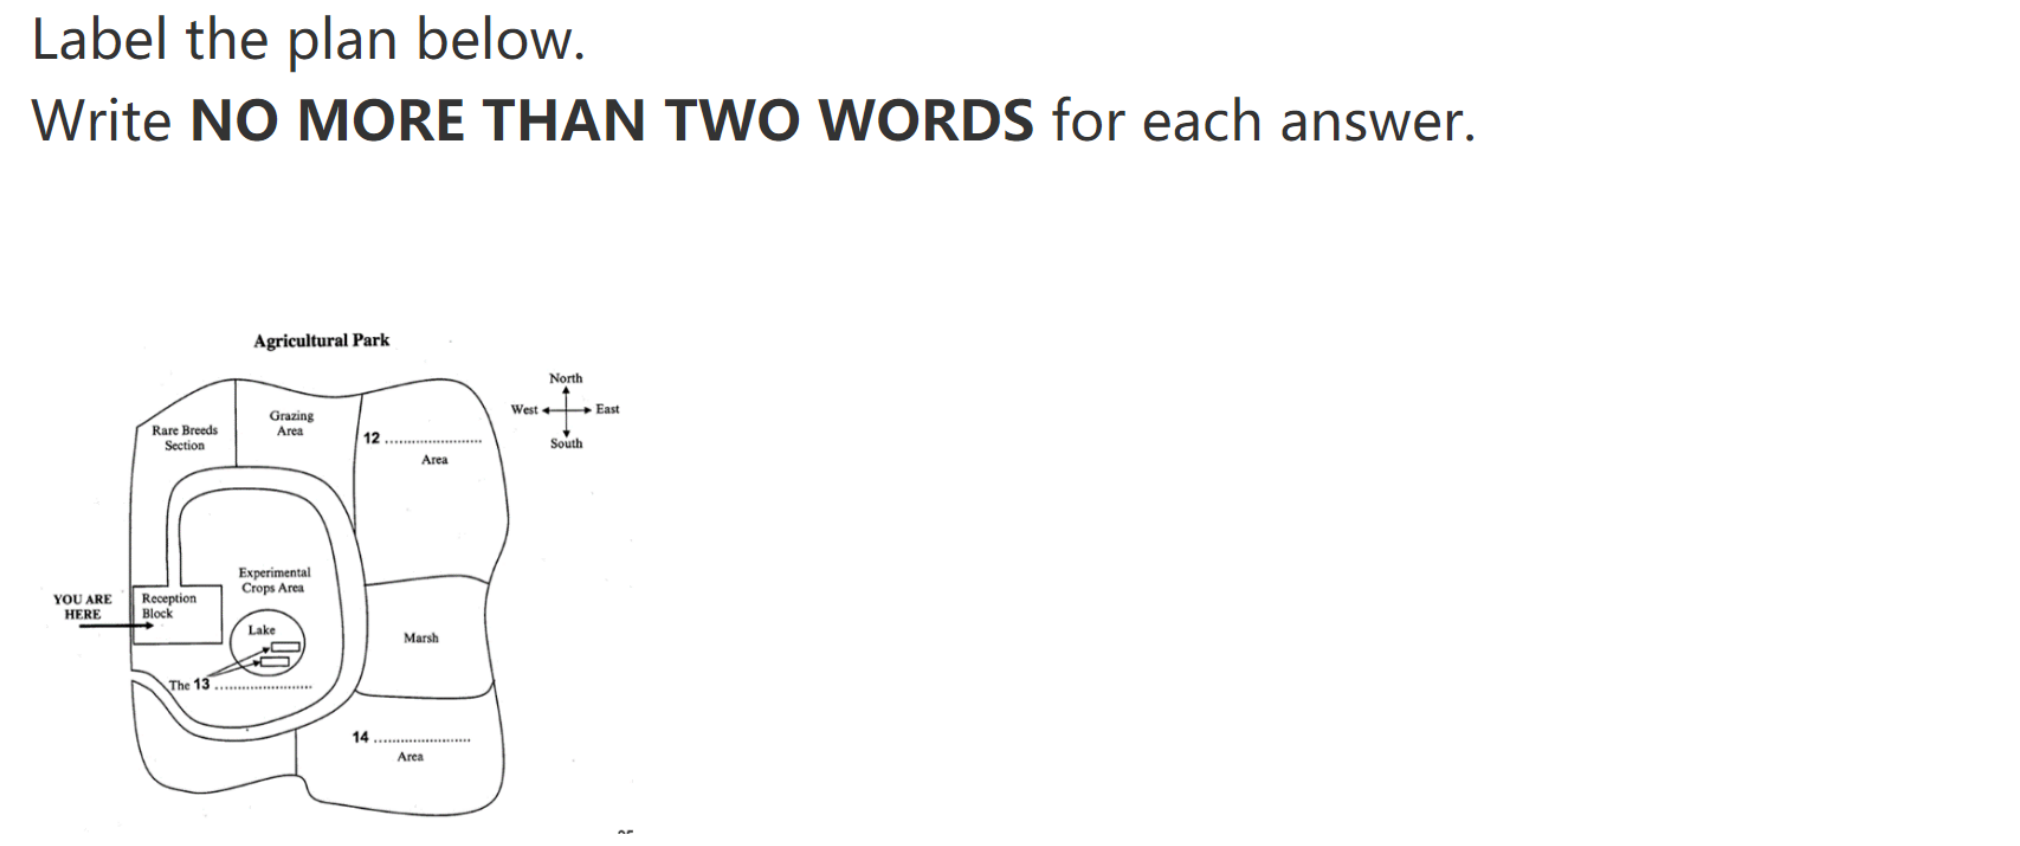 Label the plan below.
Write NO MORE THAN TWO WORDS for each answer.
Agricultural Park
North
West
East
South
Rare Breeds
Section
Grazing
Area
12 ........................
Area
Experimental
Crops Area
YOU ARE
HERE
Reception
Block
Lake
Marsh
The 13 ........................
14 ........................
Area